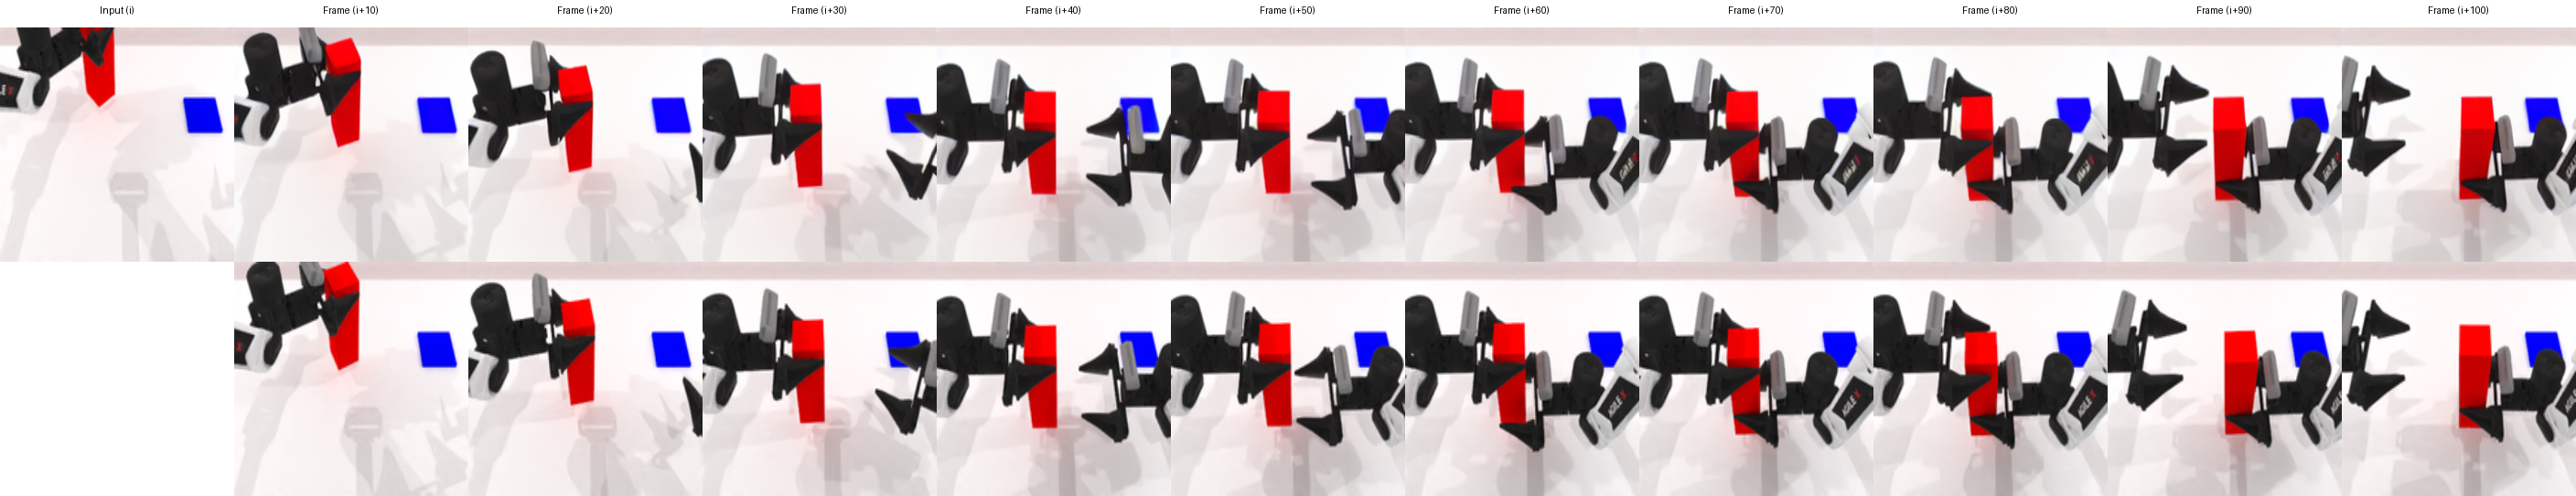 Input (i)
Frame (i+10)
Frame (i+20)
Frame (i+30)
Frame (i+40)
Frame (i+50)
Frame (i+60)
Frame (i+70)
Frame (i+80)
Frame (i+90)
Frame (i+100)